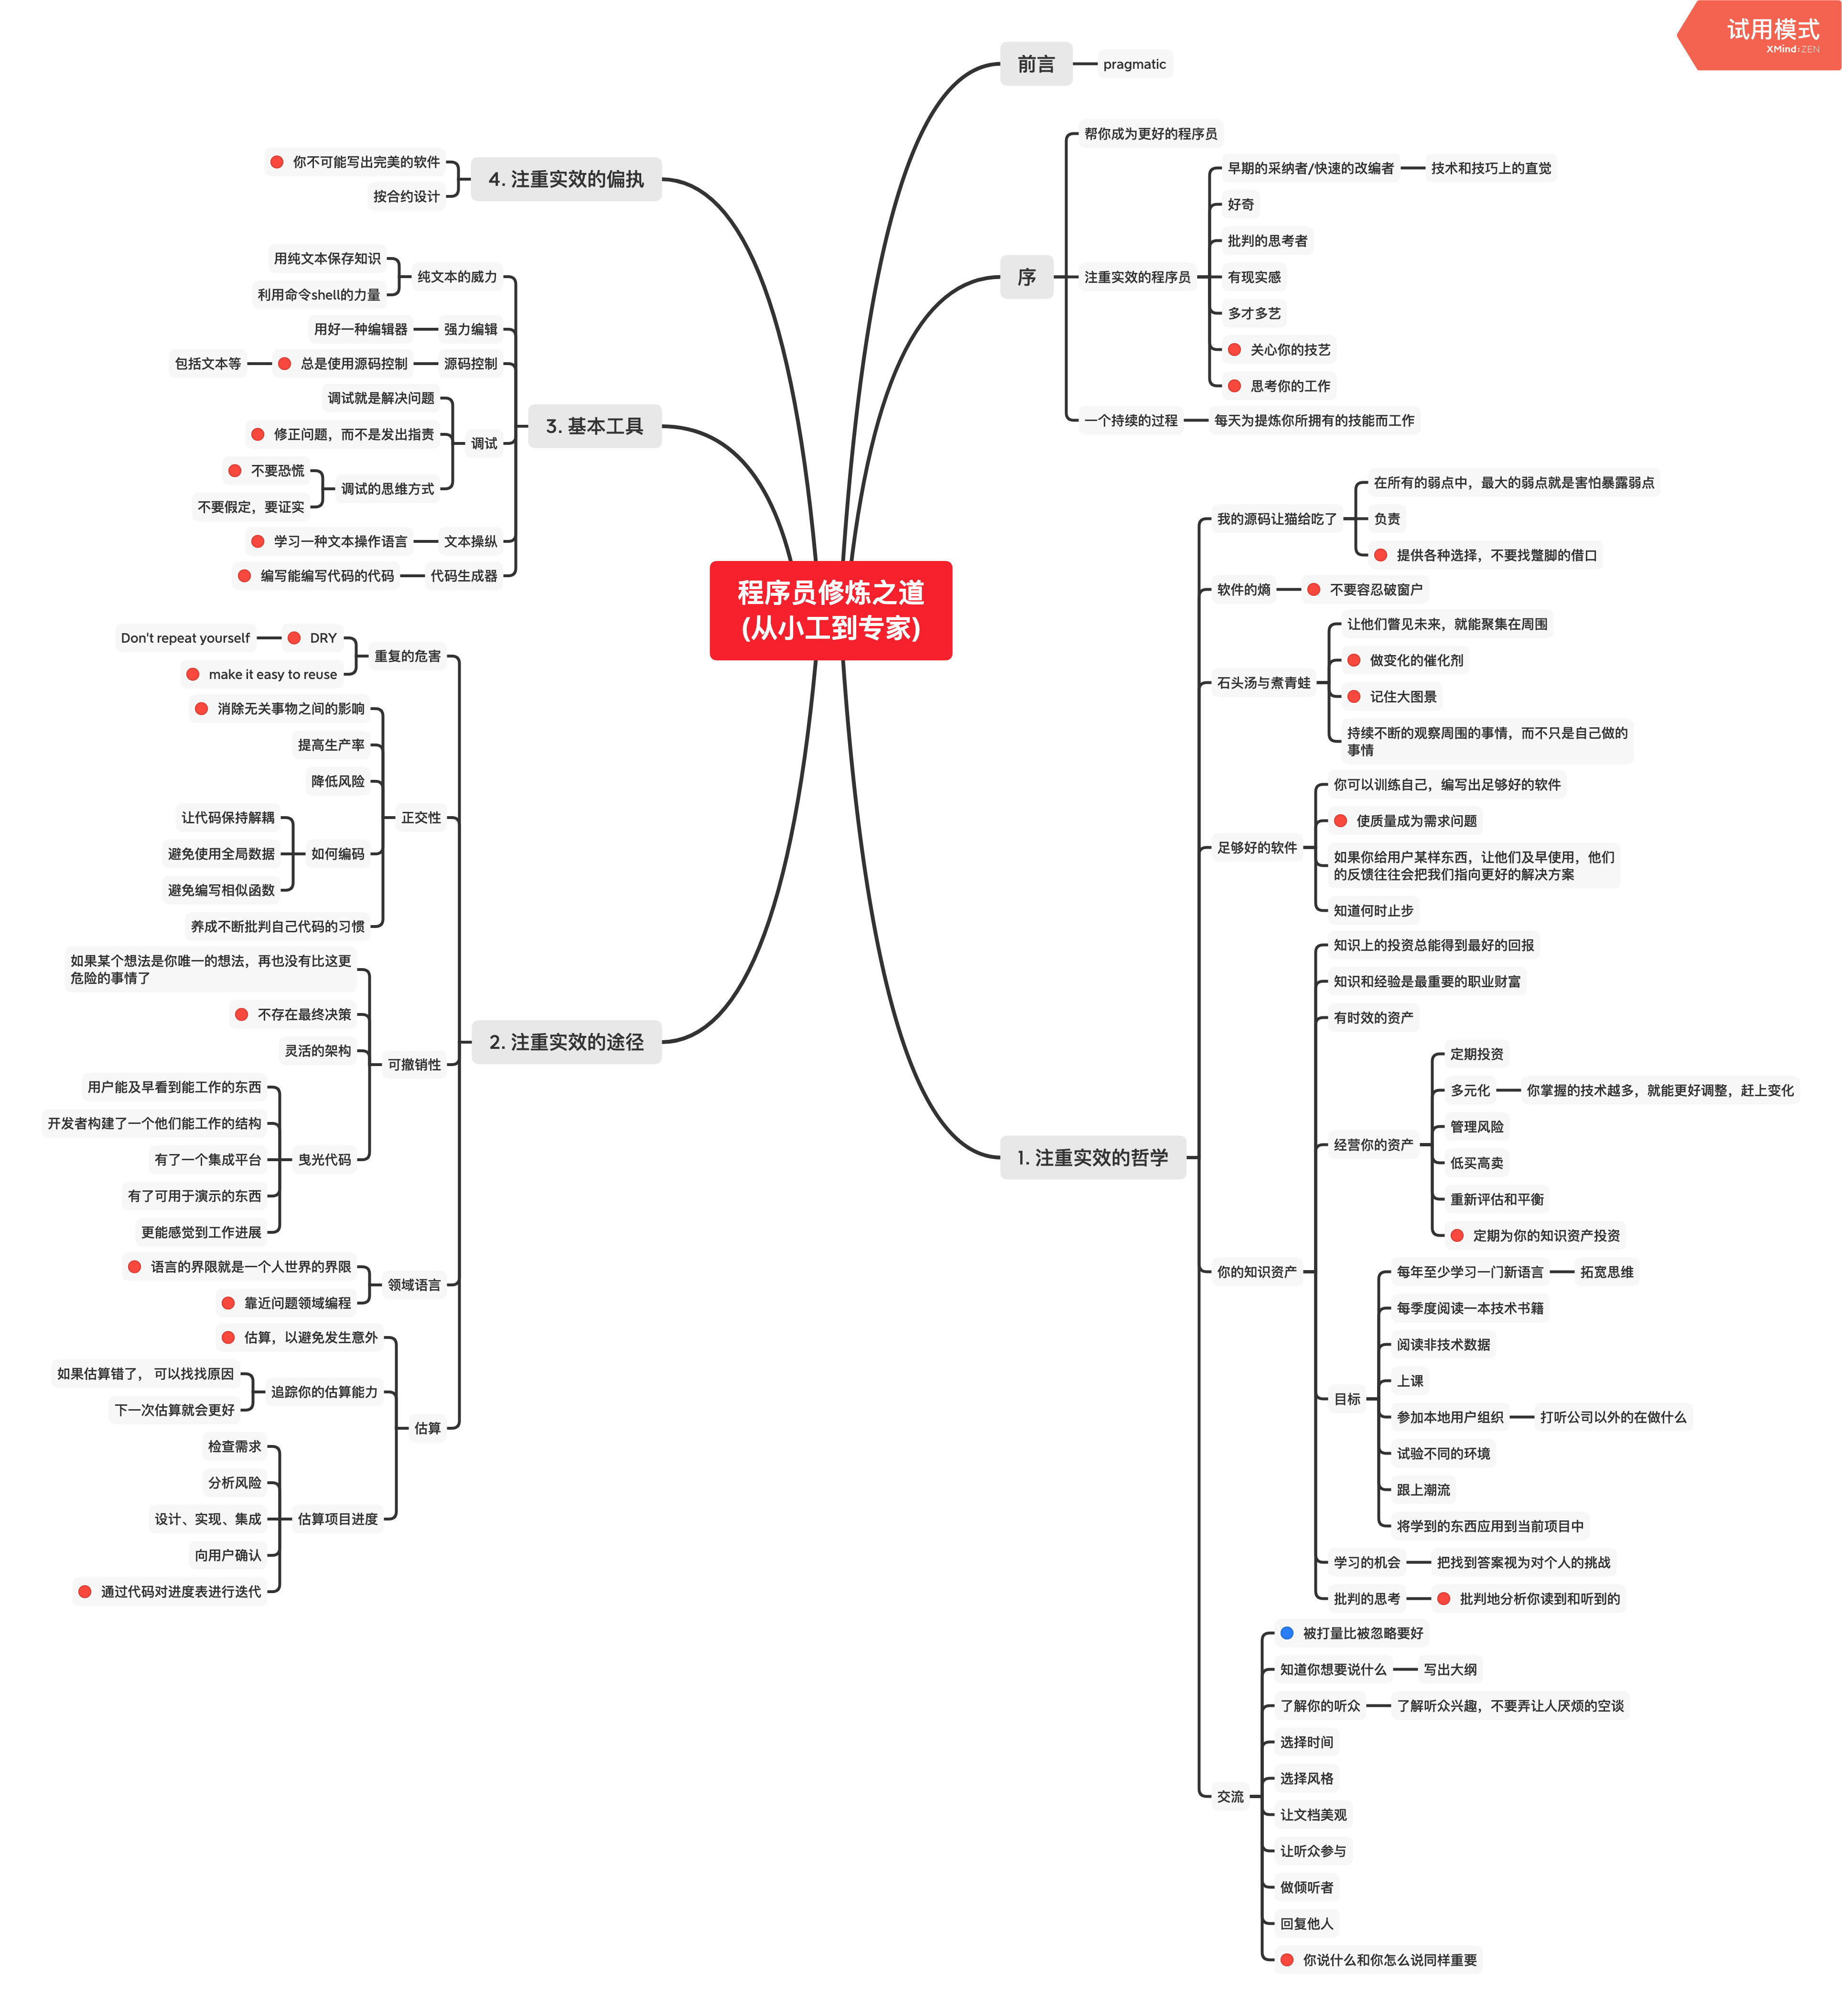 试用模式
XMind:ZEN
程序员修炼之道
(从小工到专家)
前言
pragmatic
序
帮你成为更好的程序员
注重实效的程序员
早期的采纳者/快速的改编者
技术和技巧上的直觉
好奇
批判的思考者
有现实感
多才多艺
关心你的技艺
思考你的工作
一个持续的过程
每天为提炼你所拥有的技能而工作
1. 注重实效的哲学
我的源码让猫给吃了
在所有的弱点中，最大的弱点就是害怕暴露弱点
负责
提供各种选择，不要找蹩脚的借口
软件的熵
不要容忍破窗户
石头汤与煮青蛙
让他们瞥见未来，就能聚集在周围
做变化的催化剂
记住大图景
持续不断的观察周围的事情，而不只是自己做的
事情
足够好的软件
你可以训练自己，编写出足够好的软件
使质量成为需求问题
如果你给用户某样东西，让他们及早使用，他们
的反馈往往会把我们指向更好的解决方案
知道何时止步
你的知识资产
知识上的投资总能得到最好的回报
知识和经验是最重要的职业财富
有时效的资产
经营你的资产
定期投资
多元化
你掌握的技术越多，就能更好调整，赶上变化
管理风险
低买高卖
重新评估和平衡
定期为你的知识资产投资
目标
每年至少学习一门新语言
拓宽思维
每季度阅读一本技术书籍
阅读非技术数据
上课
参加本地用户组织
打听公司以外的在做什么
试验不同的环境
跟上潮流
将学到的东西应用到当前项目中
学习的机会
把找到答案视为对个人的挑战
批判的思考
批判地分析你读到和听到的
交流
被打量比被忽略要好
知道你想要说什么
写出大纲
了解你的听众
了解听众兴趣，不要弄让人厌烦的空谈
选择时间
选择风格
让文档美观
让听众参与
做倾听者
回复他人
你说什么和你怎么说同样重要
2. 注重实效的途径
重复的危害
DRY
Don't repeat yourself
make it easy to reuse
正交性
消除无关事物之间的影响
提高生产率
降低风险
如何编码
让代码保持解耦
避免使用全局数据
避免编写相似函数
养成不断批判自己代码的习惯
可撤销性
如果某个想法是你唯一的想法，再也没有比这更
危险的事情了
不存在最终决策
灵活的架构
曳光代码
用户能及早看到能工作的东西
开发者构建了一个他们能工作的结构
有了一个集成平台
有了可用于演示的东西
更能感觉到工作进展
领域语言
语言的界限就是一个人世界的界限
靠近问题领域编程
估算
估算，以避免发生意外
追踪你的估算能力
如果估算错了， 可以找找原因
下一次估算就会更好
估算项目进度
检查需求
分析风险
设计、实现、集成
向用户确认
通过代码对进度表进行迭代
3. 基本工具
纯文本的威力
用纯文本保存知识
利用命令shell的力量
强力编辑
用好一种编辑器
源码控制
总是使用源码控制
包括文本等
调试
调试就是解决问题
修正问题，而不是发出指责
调试的思维方式
不要恐慌
不要假定，要证实
文本操纵
学习一种文本操作语言
代码生成器
编写能编写代码的代码
4. 注重实效的偏执
你不可能写出完美的软件
按合约设计